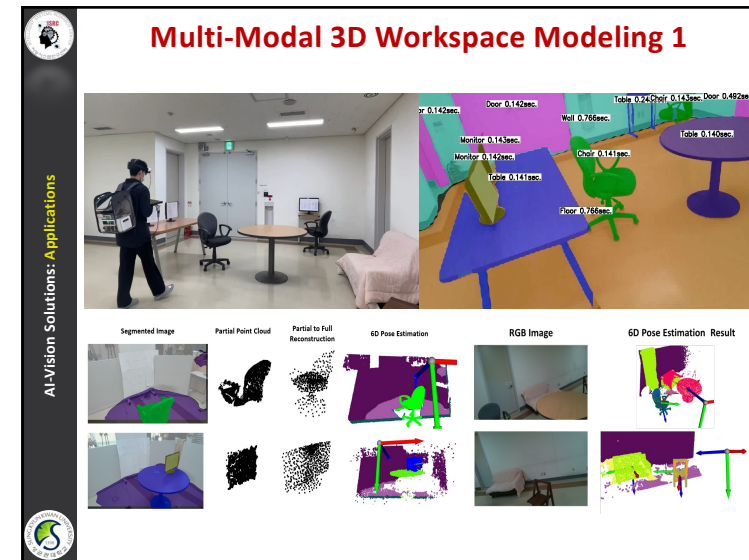 ISRC
Multi-Modal 3D Workspace Modeling 1
AI-Vision Solutions: Applications
or 0.142sec.
Door 0.142sec.
Table 0.24
Chair 0.143sec.
Door 0.492se
Wall 0.766sec.
Monitor 0.143sec.
Table 0.140sec.
Monitor 0.142sec.
Chair 0.141sec.
Table 0.141sec.
Floor 0.766sec.
Segmented Image
Partial Point Cloud
Partial to Full
Reconstruction
6D Pose Estimation
RGB Image
6D Pose Estimation Result